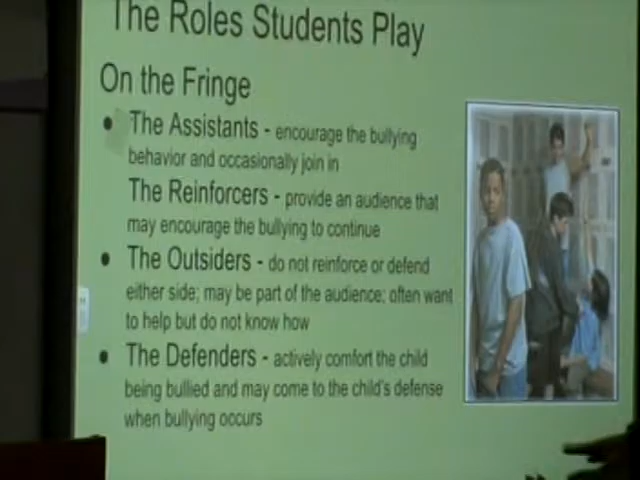 The Roles Students Play
On the Fringe
• The Assistants - encourage the bullying
behavior and occasionally join in
The Reinforcers - provide an audience that
may encourage the bullying to continue
• The Outsiders - do not reinforce or defend
either side; may be part of the audience; often want
to help but do not know how
• The Defenders - actively comfort the child
being bullied and may come to the child's defense
when bullying occurs